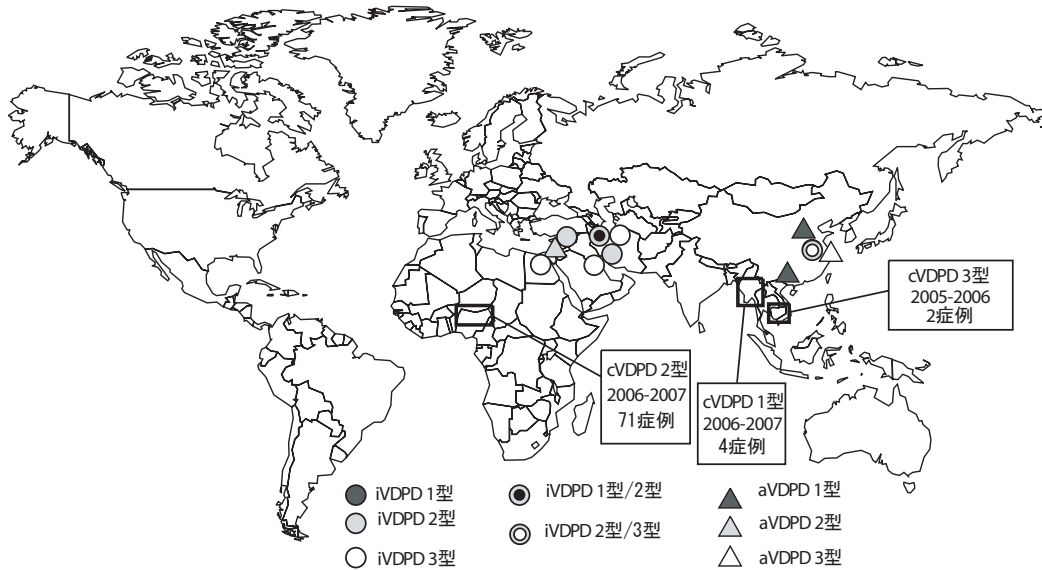 cVDPD 3型
2005-2006
2症例
cVDPD 2型
2006-2007
71症例
cVDPD 1型
2006-2007
4症例
iVDPD 1型
iVDPD 2型
iVDPD 3型
iVDPD 1型/2型
iVDPD 2型/3型
aVDPD 1型
aVDPD 2型
aVDPD 3型